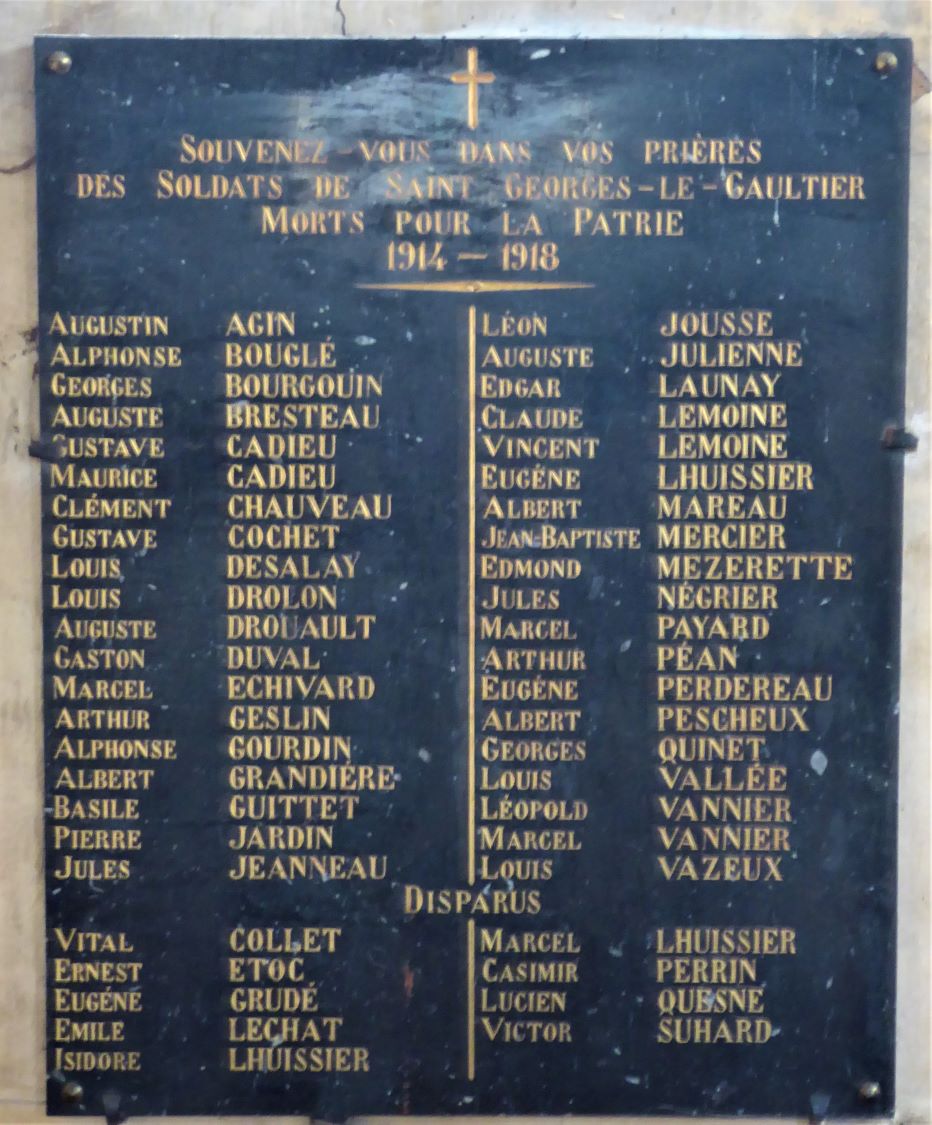 SOUVENEZ-VOUS DANS VOS PRIÈRES
DES SOLDATS DE SAINT GEORGES-LE-GAULTIER
MORTS POUR LA PATRIE
1914 — 1918
AUGUSTIN AGIN
ALPHONSE BOUGLÉ
GEORGES BOURGOUIN
AUGUSTE BRESTEAU
GUSTAVE CADIEU
MAURICE CADIEU
CLÉMENT CHAUVEAU
GUSTAVE COCHET
LOUIS DESALAY
LOUIS DROLON
AUGUSTE DROUAULT
GASTON DUVAL
MARCEL ECHIVARD
ARTHUR GESLIN
ALPHONSE GOURDIN
ALBERT GRANDIÈRE
BASILE GUITTET
PIERRE JARDIN
JULES JEANNEAU
LÉON JOUSSE
AUGUSTE JULIENNE
EDGAR LAUNAY
CLAUDE LEMOINE
VINCENT LEMOINE
EUGÉNE LHUISSIER
ALBERT MAREAU
JEAN-BAPTISTE MERCIER
EDMOND MEZERETTE
JULES NÉGRIER
MARCEL PAYARD
ARTHUR PÉAN
EUGÉNE PERDEREAU
ALBERT PESCHEUX
GEORGES QUINET
LOUIS VALLÉE
LÉOPOLD VANNIER
MARCEL VANNIER
LOUIS VAZEUX
DISPARUS
VITAL COLLET
ERNEST ETOC
EUGÉNE GRUDÉ
EMILE LECHAT
ISIDORE LHUISSIER
MARCEL LHUISSIER
CASIMIR PERRIN
LUCIEN QUESNE
VICTOR SUHARD